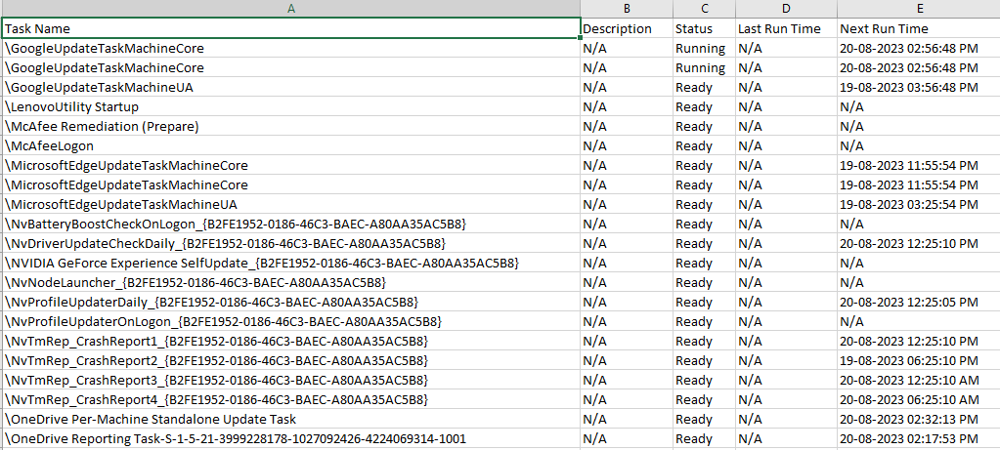 A B C D E
Task Name Description Status Last Run Time Next Run Time
\GoogleUpdateTaskMachineCore N/A Running N/A 20-08-2023 02:56:48 PM
\GoogleUpdateTaskMachineCore N/A Running N/A 20-08-2023 02:56:48 PM
\GoogleUpdateTaskMachineUA N/A Ready N/A 19-08-2023 03:56:48 PM
\LenovoUtility Startup N/A Ready N/A N/A
\McAfee Remediation (Prepare) N/A Ready N/A N/A
\McAfeeLogon N/A Ready N/A N/A
\MicrosoftEdgeUpdateTaskMachineCore N/A Ready N/A 19-08-2023 11:55:54 PM
\MicrosoftEdgeUpdateTaskMachineCore N/A Ready N/A 19-08-2023 11:55:54 PM
\MicrosoftEdgeUpdateTaskMachineUA N/A Ready N/A 19-08-2023 03:25:54 PM
\NvBatteryBoostCheckOnLogon_{B2FE1952-0186-46C3-BAEC-A80AA35AC5B8} N/A Ready N/A N/A
\NvDriverUpdateCheckDaily_{B2FE1952-0186-46C3-BAEC-A80AA35AC5B8} N/A Ready N/A 20-08-2023 12:25:10 PM
\NVIDIA GeForce Experience SelfUpdate_{B2FE1952-0186-46C3-BAEC-A80AA35AC5B8} N/A Ready N/A N/A
\NvNodeLauncher_{B2FE1952-0186-46C3-BAEC-A80AA35AC5B8} N/A Ready N/A N/A
\NvProfileUpdaterDaily_{B2FE1952-0186-46C3-BAEC-A80AA35AC5B8} N/A Ready N/A 20-08-2023 12:25:05 PM
\NvProfileUpdaterOnLogon_{B2FE1952-0186-46C3-BAEC-A80AA35AC5B8} N/A Ready N/A N/A
\NvTmRep_CrashReport1_{B2FE1952-0186-46C3-BAEC-A80AA35AC5B8} N/A Ready N/A 20-08-2023 12:25:10 PM
\NvTmRep_CrashReport2_{B2FE1952-0186-46C3-BAEC-A80AA35AC5B8} N/A Ready N/A 19-08-2023 06:25:10 PM
\NvTmRep_CrashReport3_{B2FE1952-0186-46C3-BAEC-A80AA35AC5B8} N/A Ready N/A 20-08-2023 12:25:10 AM
\NvTmRep_CrashReport4_{B2FE1952-0186-46C3-BAEC-A80AA35AC5B8} N/A Ready N/A 20-08-2023 06:25:10 AM
\OneDrive Per-Machine Standalone Update Task N/A Ready N/A 20-08-2023 02:32:13 PM
\OneDrive Reporting Task-S-1-5-21-3999228178-1027092426-4224069314-1001 N/A Ready N/A 20-08-2023 02:17:53 PM